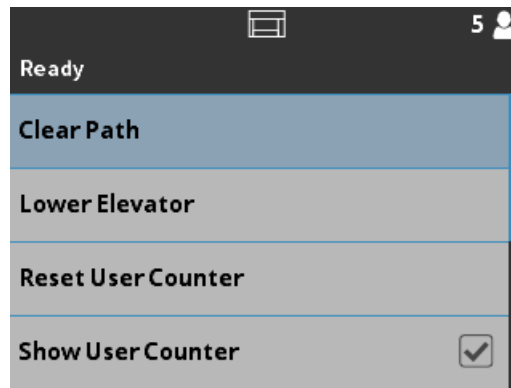 5
Ready
Clear Path
Lower Elevator
Reset User Counter
Show User Counter